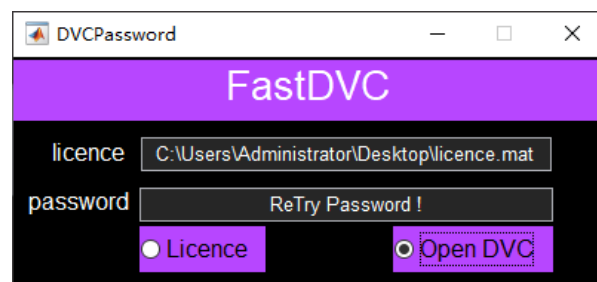 DVCPassword
FastDVC
licence C:\Users\Administrator\Desktop\licence.mat
password ReTry Password !
Licence Open DVC